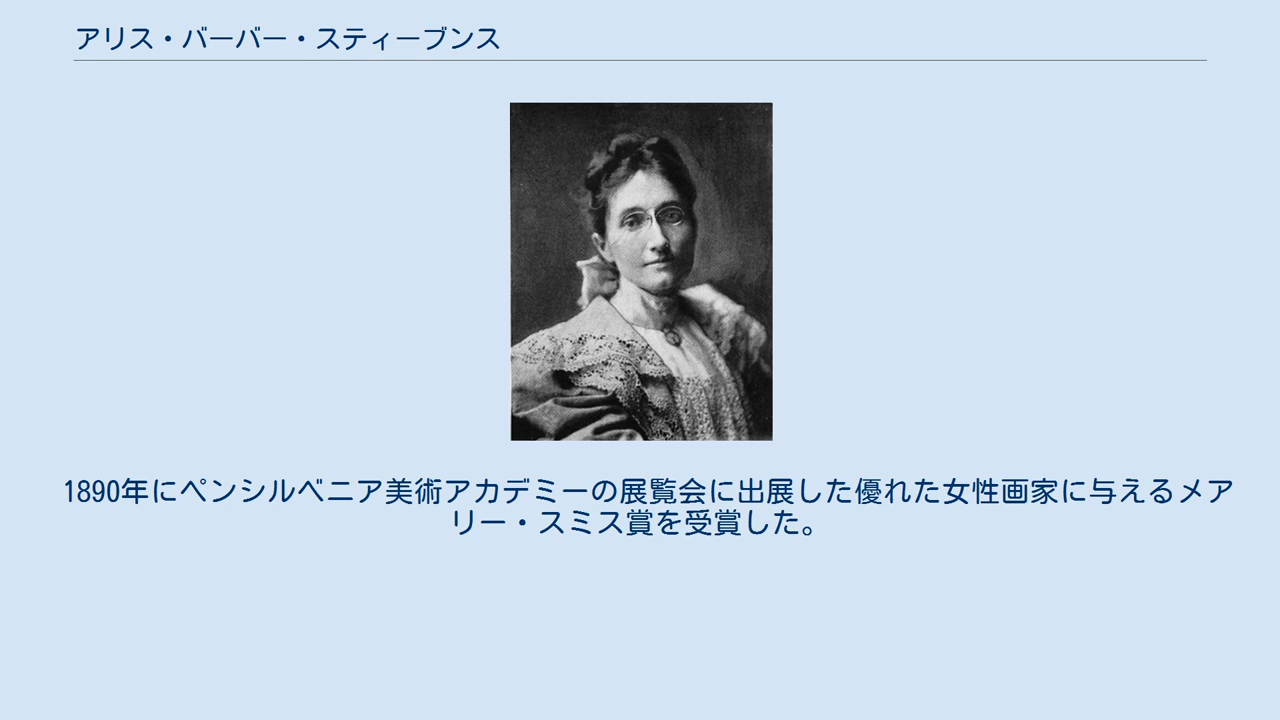 アリス・バーバー・スティーブンス
1890年にペンシルベニア美術アカデミーの展覧会に出展した優れた女性画家に与えるメア
リー・スミス賞を受賞した。